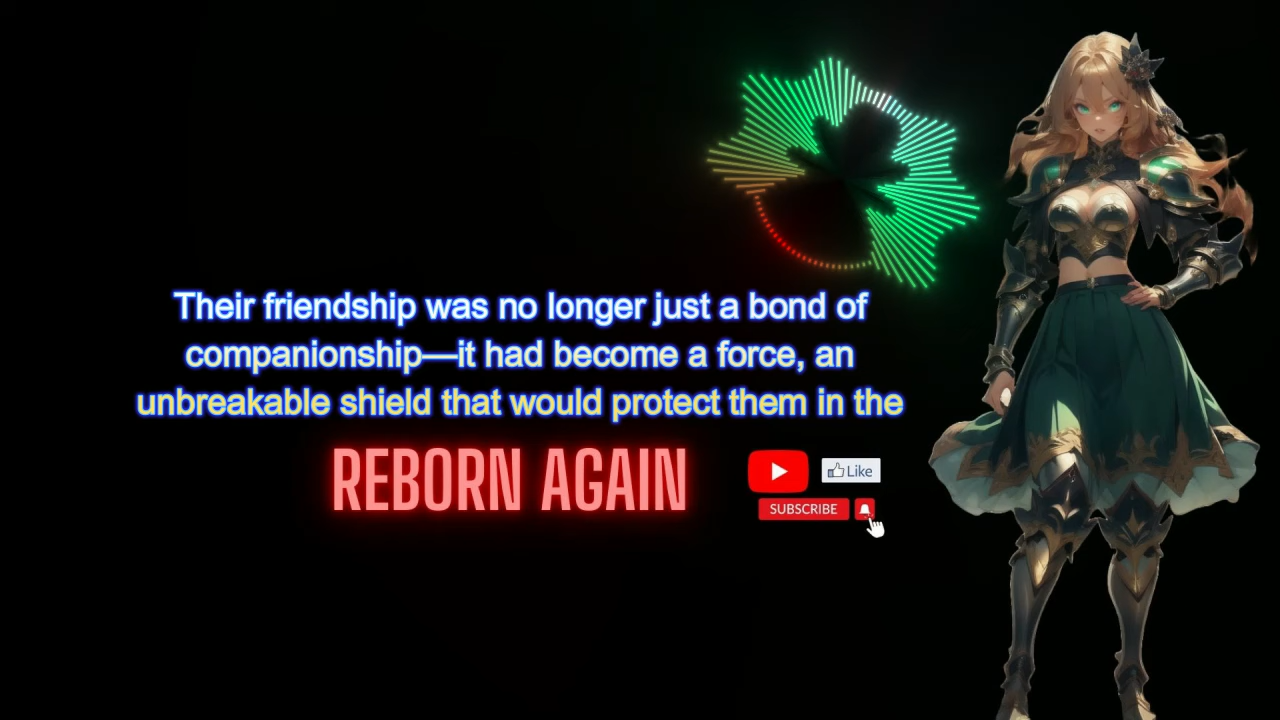 Their friendship was no longer just a bond of
companionship—it had become a force, an
unbreakable shield that would protect them in the
REBORN AGAIN
Like
SUBSCRIBE